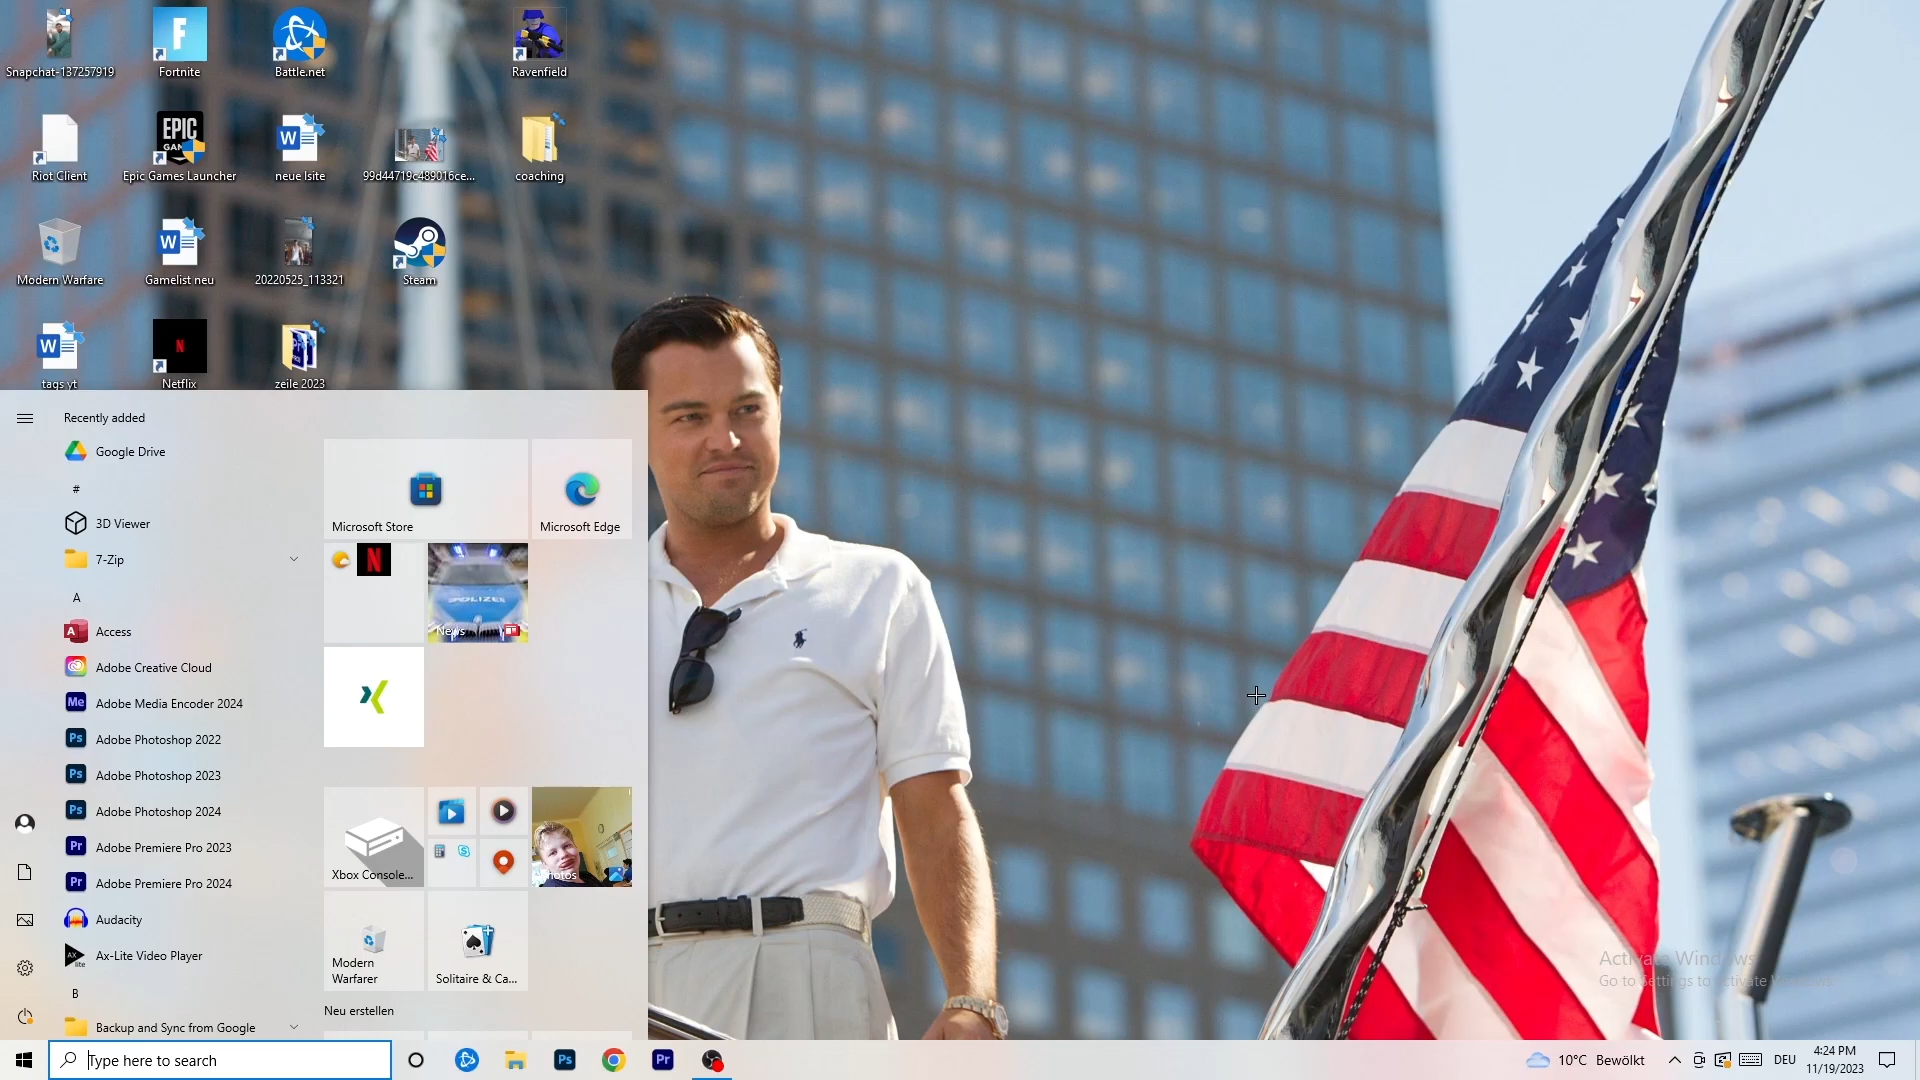 Snapchat-137257919
Fortnite
Battle.net
Ravenfield
Riot Client
EPIC
Epic Games Launcher
neue lsite
99d44719c489016ce...
coaching
Modern Warfare
Gamelist neu
20220525_113321
Steam
tags yt
Netflix
zeile 2023
Recently added
Google Drive
#
3D Viewer
7-Zip
A
Access
Adobe Creative Cloud
Adobe Media Encoder 2024
Adobe Photoshop 2022
Adobe Photoshop 2023
Adobe Photoshop 2024
Adobe Premiere Pro 2023
Adobe Premiere Pro 2024
Audacity
Ax-Lite Video Player
B
Backup and Sync from Google
Microsoft Store
Microsoft Edge
POLIZEI
News
Xbox Console...
Photos
Modern
Warfarer
Solitaire & Ca...
Neu erstellen
Activate Windows
Go to Settings to activate Windows.
Type here to search
10°C Bewölkt
DEU
4:24 PM
11/19/2023